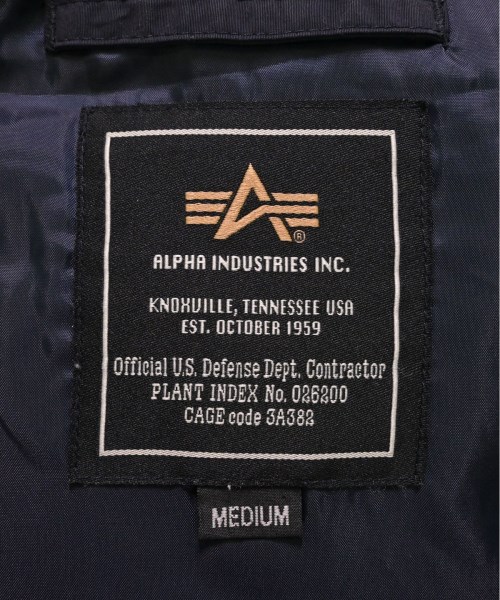 ALPHA INDUSTRIES INC.
KNOXVILLE, TENNESSEE USA
EST. OCTOBER 1959
Official U.S. Defense Dept. Contractor
PLANT INDEX No. 026200
CAGE code 3A382
MEDIUM